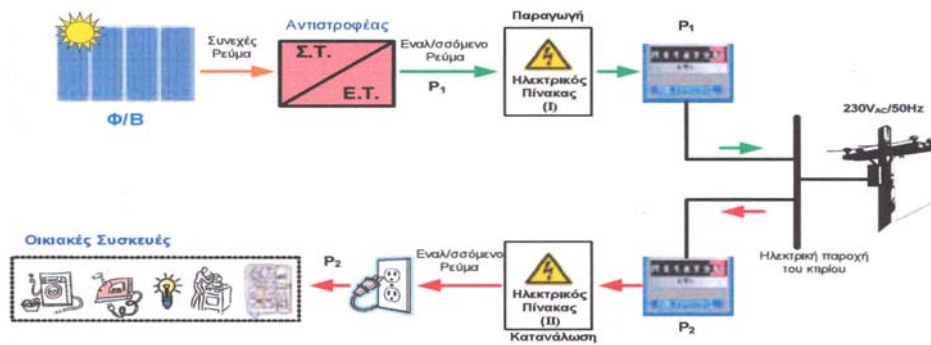 Παραγωγή
P₁
Αντιστροφέας
Συνεχές
Ρεύμα
Σ.Τ.
Ε.Τ.
Εναλ/σσόμενο
Ρεύμα
P₁
Ηλεκτρικός
Πίνακας
(I)
Φ/Β
230VAC/50Hz
Ηλεκτρική παροχή
του κτιρίου
Οικιακές Συσκευές
P₂
Εναλ/σσόμενο
Ρεύμα
Ηλεκτρικός
Πίνακας
(II)
Κατανάλωση
P₂